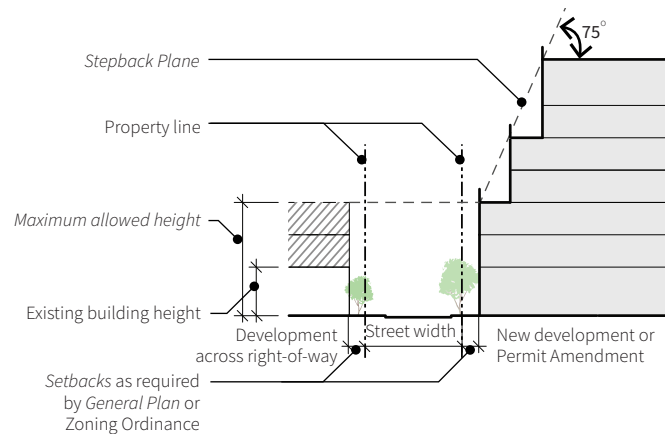 75°
Stepback Plane
Property line
Maximum allowed height
Existing building height
Development
across right-of-way
Street width
New development or
Permit Amendment
Setbacks as required
by General Plan or
Zoning Ordinance